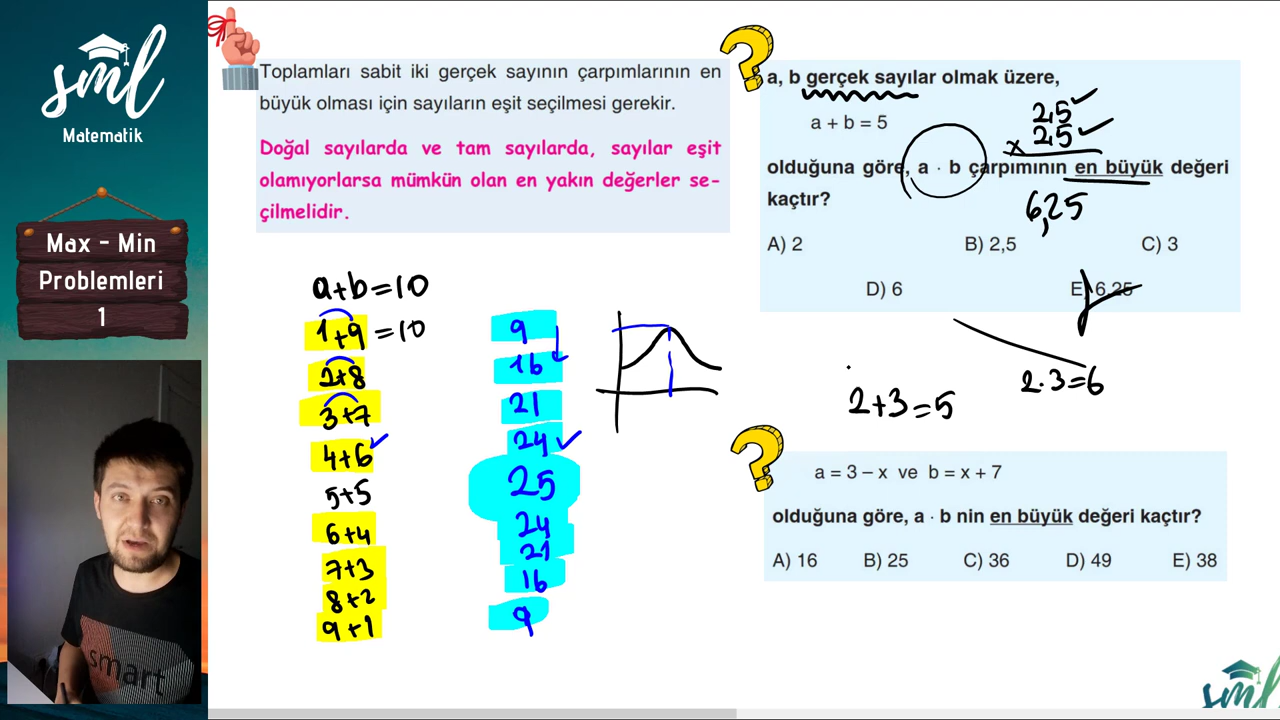 sml
Matematik
Max - Min
Problemleri
1
smart
Toplamları sabit iki gerçek sayının çarpımlarının en
büyük olması için sayıların eşit seçilmesi gerekir.
Doğal sayılarda ve tam sayılarda, sayılar eşit
olamıyorlarsa mümkün olan en yakın değerler se-
çilmelidir.
a+b=10
1+9=10
2+8
3+7
4+6
5+5
6+4
7+3
8+2
9+1
9
16
21
24
25
24
21
16
9
a, b gerçek sayılar olmak üzere,
a + b = 5
olduğuna göre, a · b çarpımının en büyük değeri
kaçtır?
2,5
x 2,5
6,25
A) 2 B) 2,5 C) 3
D) 6 E) 6,25
2+3=5
2.3=6
a = 3 – x ve b = x + 7
olduğuna göre, a · b nin en büyük değeri kaçtır?
A) 16 B) 25 C) 36 D) 49 E) 38
sml